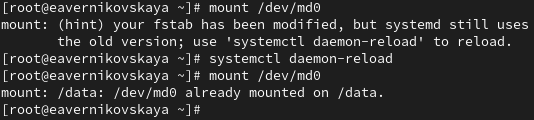 [root@eavernikovskaya ~]# mount /dev/md0
mount: (hint) your fstab has been modified, but systemd still uses
       the old version; use 'systemctl daemon-reload' to reload.
[root@eavernikovskaya ~]# systemctl daemon-reload
[root@eavernikovskaya ~]# mount /dev/md0
mount: /data: /dev/md0 already mounted on /data.
[root@eavernikovskaya ~]#